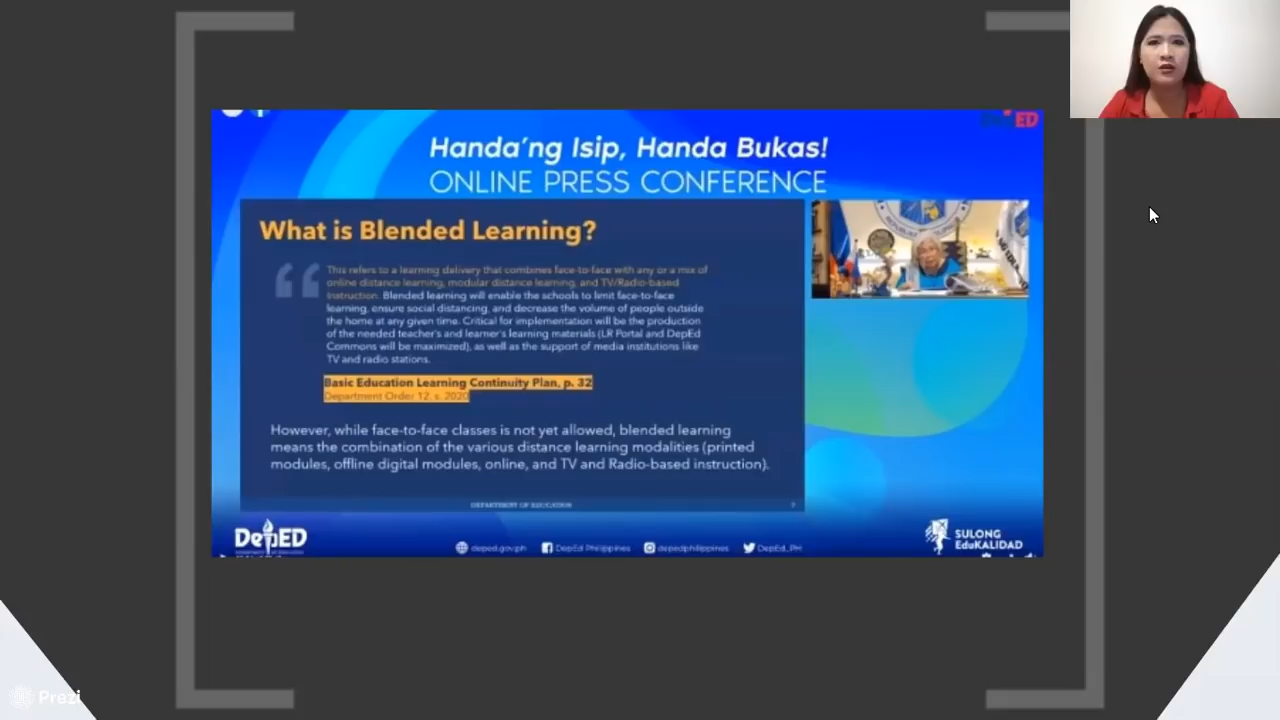 DepED
Handa'ng Isip, Handa Bukas!
ONLINE PRESS CONFERENCE
What is Blended Learning?
This refers to a learning delivery that combines face-to-face with any or a mix of
online distance learning, modular distance learning, and TV/Radio-based
Instruction. Blended learning will enable the schools to limit face-to-face
learning, ensure social distancing, and decrease the volume of people outside
the home at any given time. Critical for implementation will be the production
of the needed teacher's and learner's learning materials (LR Portal and DepEd
Commons will be maximized), as well as the support of media institutions like
TV and radio stations.
Basic Education Learning Continuity Plan, p. 32
Department Order 12, s. 2020
However, while face-to-face classes is not yet allowed, blended learning
means the combination of the various distance learning modalities (printed
modules, offline digital modules, online, and TV and Radio-based instruction).
DEPARTMENT OF EDUCATION
DepED
DEPARTMENT OF EDUCATION
deped.gov.ph
DepEd Philippines
depedphilippines
DepEd_PH
SULONG
EduKALIDAD
Prezi